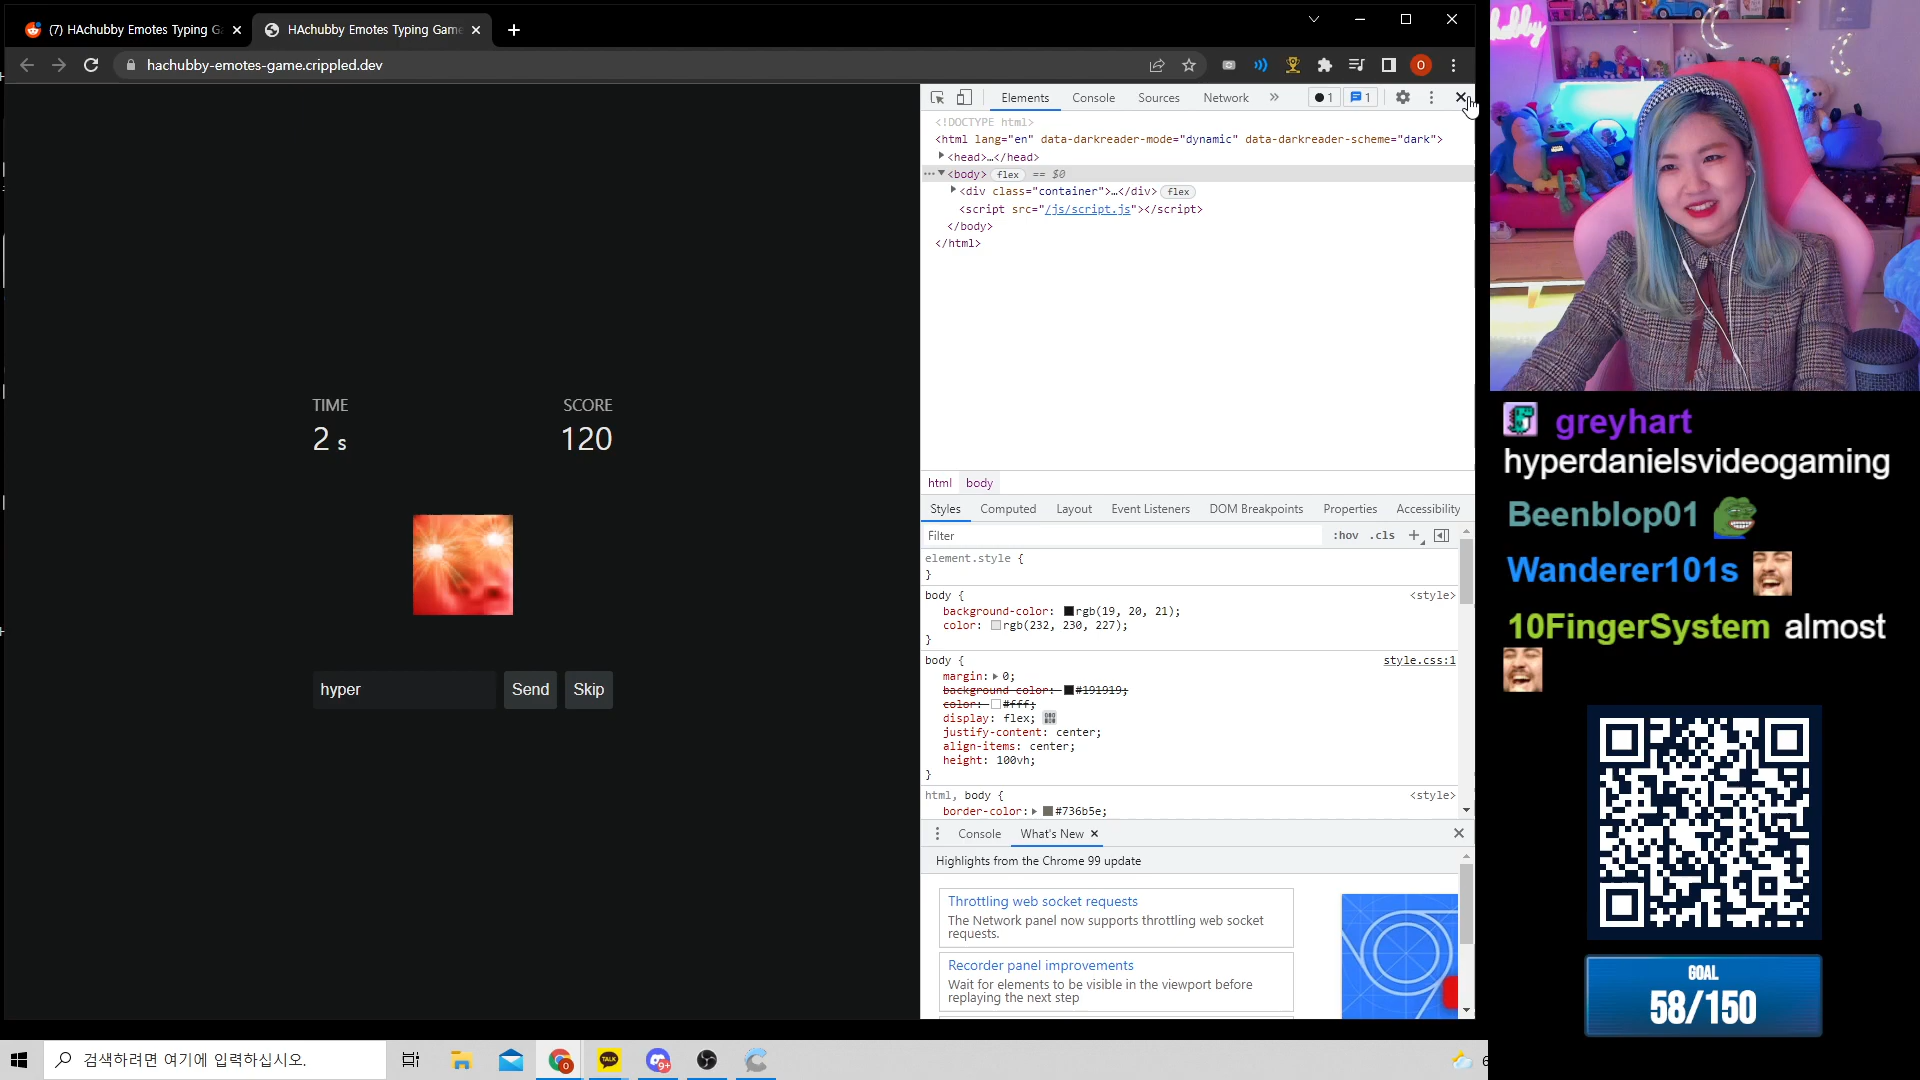 (7) HAchubby Emotes Typing G
HAchubby Emotes Typing Game
hachubby-emotes-game.crippled.dev
O
Elements
Console
Sources
Network
1
1
<!DOCTYPE html>
<html lang="en" data-darkreader-mode="dynamic" data-darkreader-scheme="dark">
<head>…</head>
<body> flex == $0
<div class="container">…</div> flex
<script src="/js/script.js"></script>
</body>
</html>
TIME
SCORE
2 s
120
hyper
Send
Skip
html
body
Styles
Computed
Layout
Event Listeners
DOM Breakpoints
Properties
Accessibility
Filter
:hov
.cls
element.style {
}
body {
<style>
background-color: rgb(19, 20, 21);
color: rgb(232, 230, 227);
}
body {
style.css:1
margin: 0;
background-color: #191919;
color: #fff;
display: flex;
justify-content: center;
align-items: center;
height: 100vh;
}
html, body {
<style>
border-color: #736b5e;
Console
What's New
Highlights from the Chrome 99 update
Throttling web socket requests
The Network panel now supports throttling web socket
requests.
Recorder panel improvements
Wait for elements to be visible in the viewport before
replaying the next step
greyhart
hyperdanielsvideogaming
Beenblop01
Wanderer101s
10FingerSystem almost
GOAL
58/150
검색하려면 여기에 입력하십시오.
0
TALK
9+